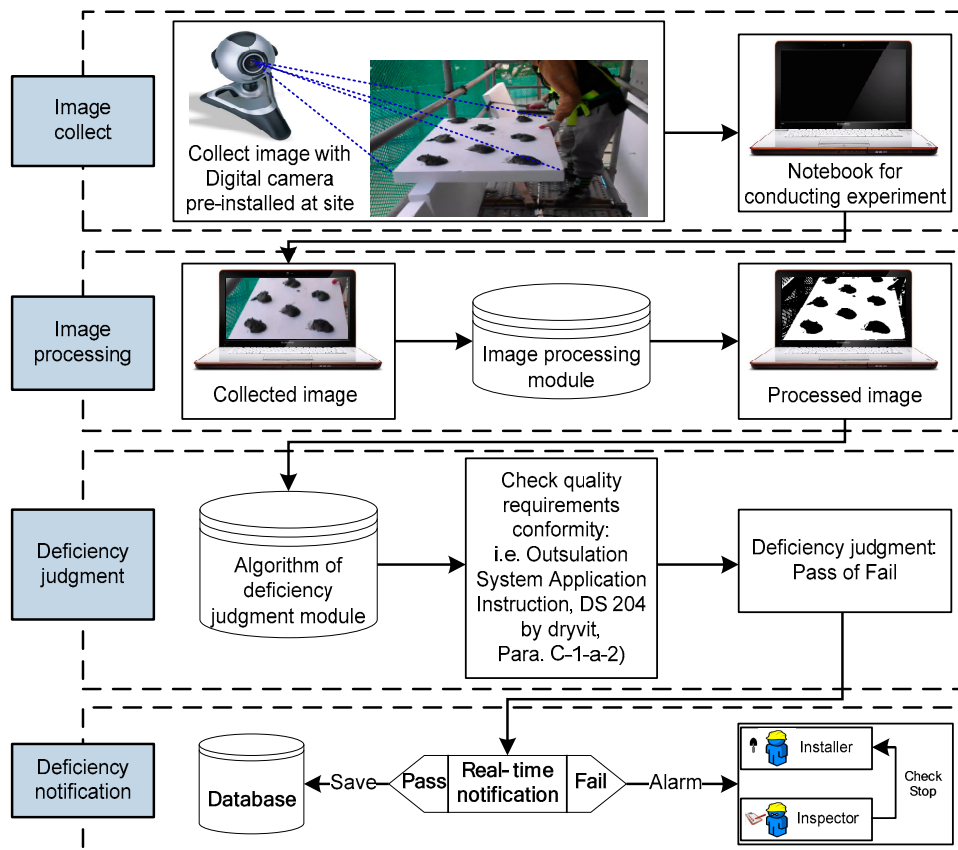 Image
collect
Collect image with
Digital camera
pre-installed at site
Notebook for
conducting experiment
Image
processing
Collected image
Image processing
module
Processed image
Deficiency
judgment
Algorithm of
deficiency
judgment module
Check quality
requirements
conformity:
i.e. Outsulation
System Application
Instruction, DS 204
by dryvit,
Para. C-1-a-2)
Deficiency judgment:
Pass of Fail
Deficiency
notification
Database
Save
Pass
Real- time
notification
Fail
Alarm
Installer
Inspector
Check
Stop